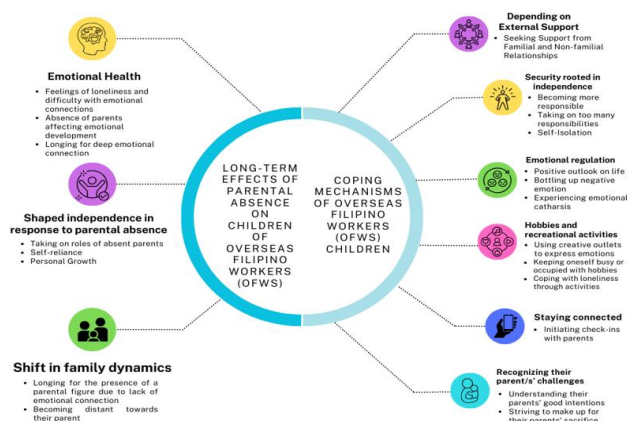 Emotional Health
• Feelings of loneliness and
difficulty with emotional
connections
• Absence of parents
affecting emotional
development
• Longing for deep emotional
connection
Shaped independence in
response to parental absence
• Taking on roles of absent parents
• Self-reliance
• Personal Growth
Shift in family dynamics
• Longing for the presence of a
parental figure due to lack of
emotional connection
• Becoming distant towards
their parent
LONG-TERM
EFFECTS OF
PARENTAL
ABSENCE
ON
CHILDREN
OF
OVERSEAS
FILIPINO
WORKERS
(OFWS)
COPING
MECHANISMS
OF OVERSEAS
FILIPINO
WORKERS
(OFWS)
CHILDREN
Depending on
External Support
• Seeking Support from
Familial and Non-familial
Relationships
Security rooted in
independence
• Becoming more
responsible
• Taking on too many
responsibilities
• Self-Isolation
Emotional regulation
• Positive outlook on life
• Bottling up negative
emotion
• Experiencing emotional
catharsis
Hobbies and
recreational activities
• Using creative outlets
to express emotions
• Keeping oneself busy or
occupied with hobbies
• Coping with loneliness
through activities
Staying connected
• Initiating check-ins
with parents
Recognizing their
parent/s' challenges
• Understanding their
parents' good intentions
• Striving to make up for
their parents' sacrifice